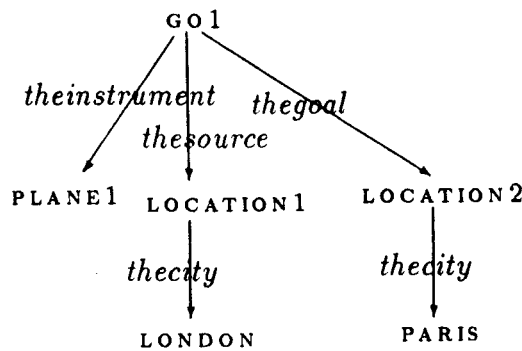 GO1
theinstrument
thegoal
thesource
PLANE1 LOCATION1 LOCATION2
thecity thecity
LONDON PARIS